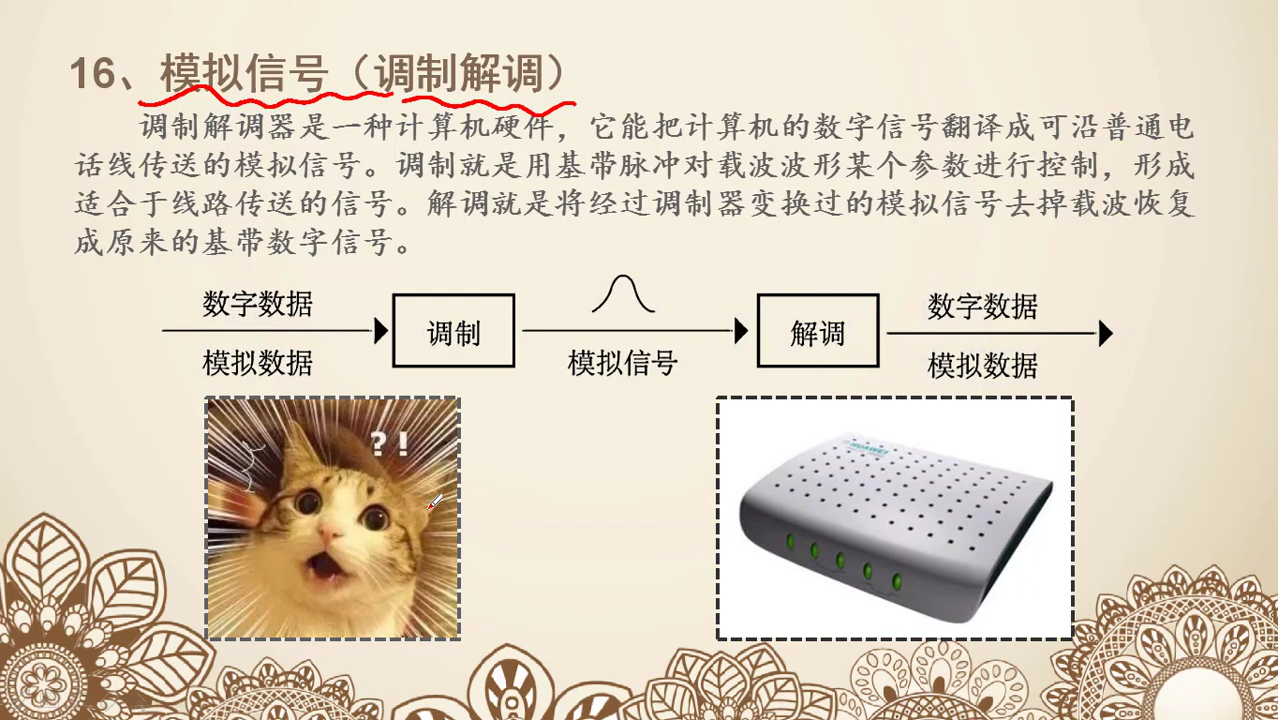 16、模拟信号（调制解调）
调制解调器是一种计算机硬件，它能把计算机的数字信号翻译成可沿普通电
话线传送的模拟信号。调制就是用基带脉冲对载波波形某个参数进行控制，形成
适合于线路传送的信号。解调就是将经过调制器变换过的模拟信号去掉载波恢复
成原来的基带数字信号。
数字数据
模拟数据
调制
模拟信号
解调
数字数据
模拟数据
?!
HUAWEI